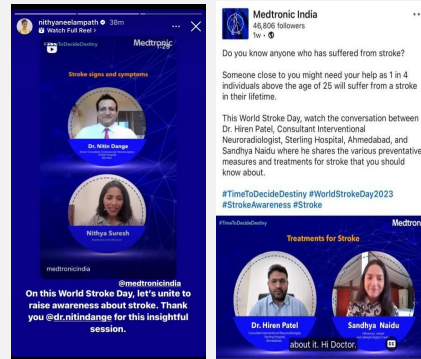 nithyaneelampath 38m
Watch Full Reel >
#TimeToDecideDestiny
Medtronic
Stroke signs and symptoms
Dr. Nitin Dange
Nithya Suresh
medtronicindia
@medtronicindia
On this World Stroke Day, let's unite to
raise awareness about stroke. Thank
you @dr.nitindange for this insightful
session.
Medtronic India
46,806 followers
1w
Do you know anyone who has suffered from stroke?
Someone close to you might need your help as 1 in 4
individuals above the age of 25 will suffer from a stroke
in their lifetime.
This World Stroke Day, watch the conversation between
Dr. Hiren Patel, Consultant Interventional
Neuroradiologist, Sterling Hospital, Ahmedabad, and
Sandhya Naidu where he shares the various preventative
measures and treatments for stroke that you should
know about.
#TimeToDecideDestiny #WorldStrokeDay2023
#StrokeAwareness #Stroke
#TimeToDecideDestiny
Medtron
Treatments for Stroke
Dr. Hiren Patel
Sandhya Naidu
about it. Hi Doctor.